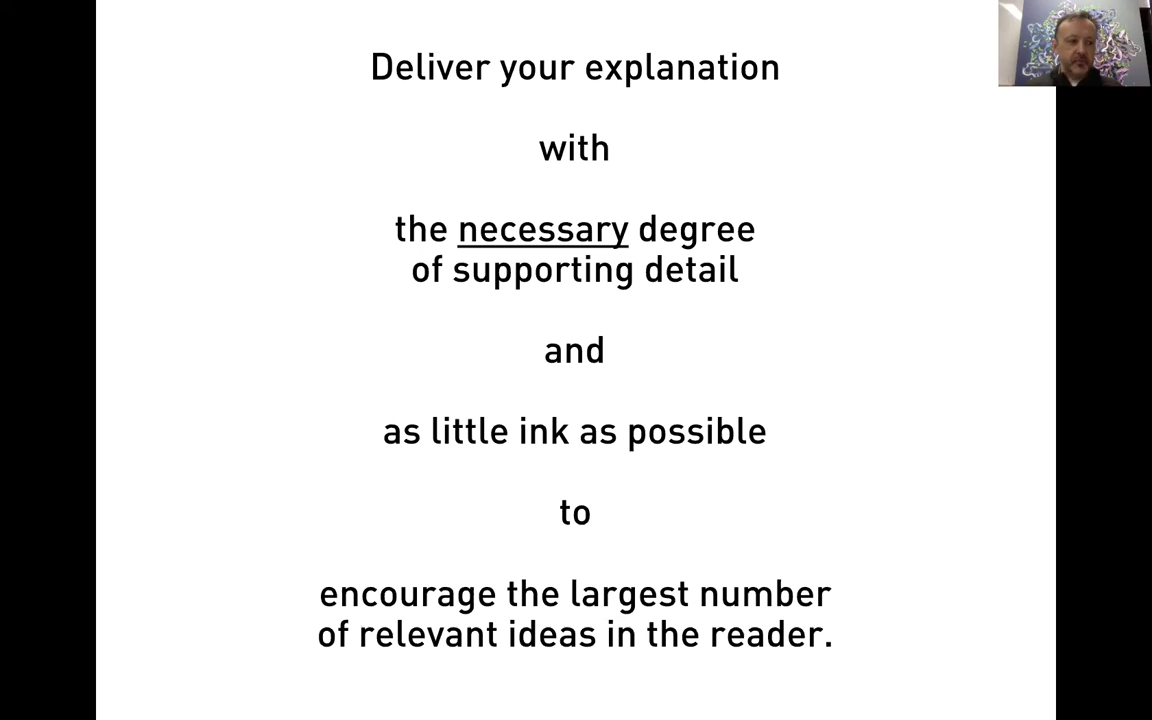 Deliver your explanation
with
the necessary degree
of supporting detail
and
as little ink as possible
to
encourage the largest number
of relevant ideas in the reader.